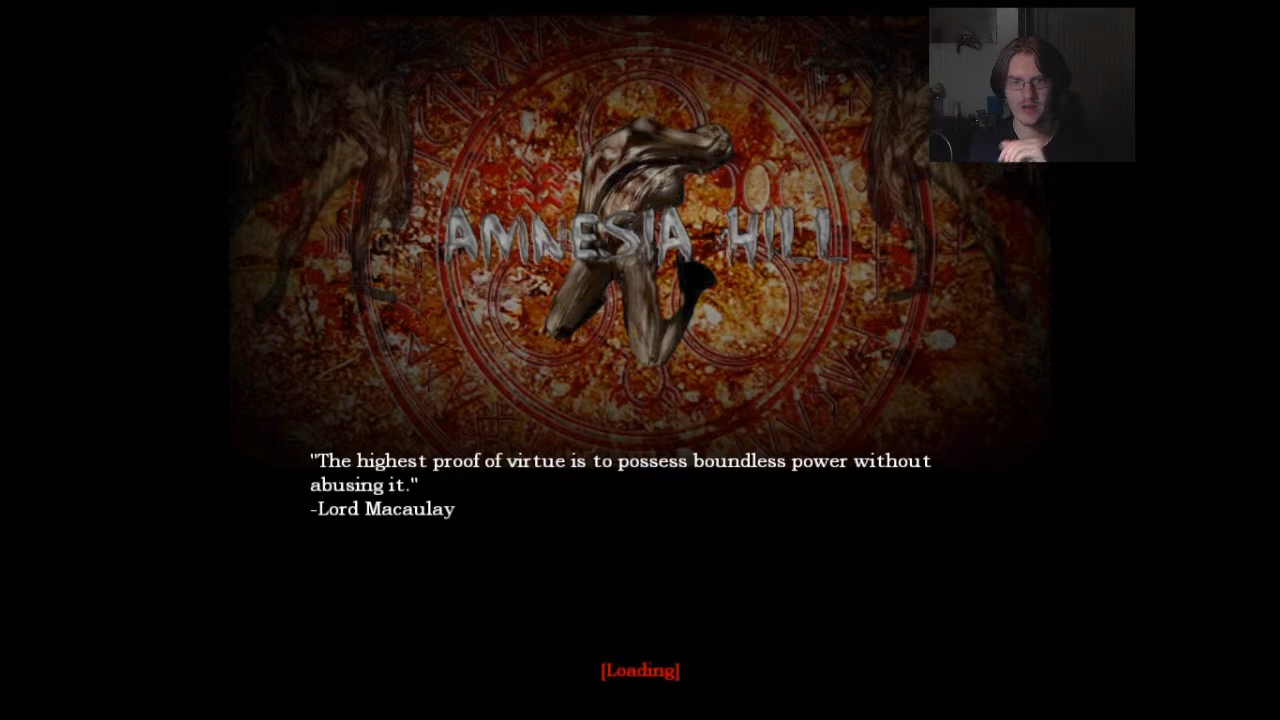 AMNESIA HILL
"The highest proof of virtue is to possess boundless power without
abusing it."
-Lord Macaulay
[Loading]